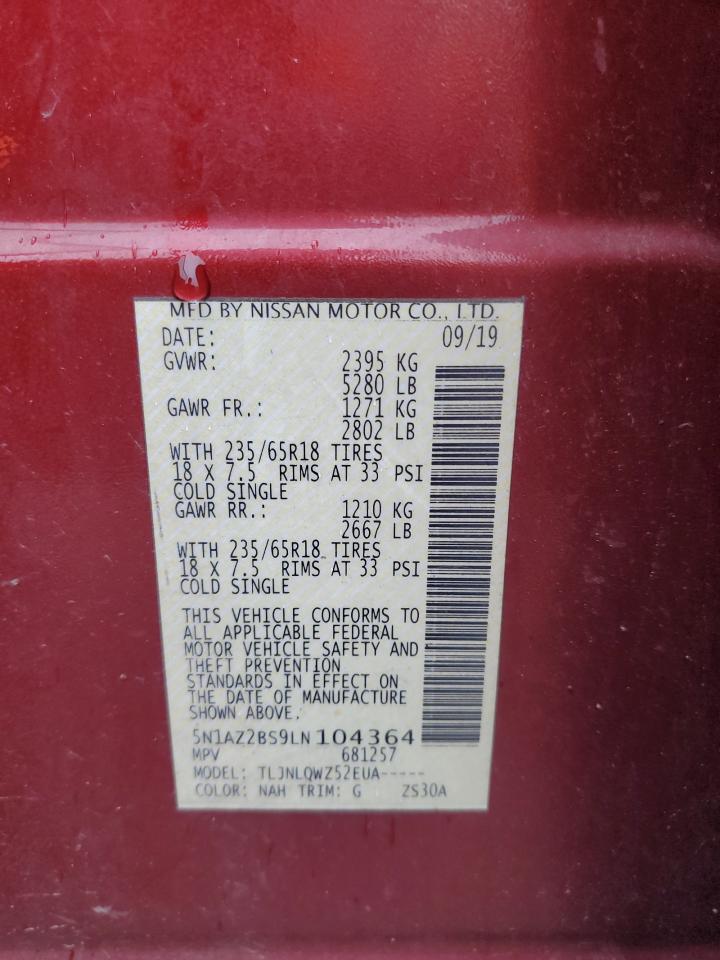 MFD BY NISSAN MOTOR CO., LTD.
DATE: 09/19
GVWR: 2395 KG
5280 LB
GAWR FR.: 1271 KG
2802 LB
WITH 235/65R18 TIRES
18 X 7.5 RIMS AT 33 PSI
COLD SINGLE
GAWR RR.: 1210 KG
2667 LB
WITH 235/65R18 TIRES
18 X 7.5 RIMS AT 33 PSI
COLD SINGLE
THIS VEHICLE CONFORMS TO
ALL APPLICABLE FEDERAL
MOTOR VEHICLE SAFETY AND
THEFT PREVENTION
STANDARDS IN EFFECT ON
THE DATE OF MANUFACTURE
SHOWN ABOVE.
5N1AZ2BS9LN104364
MPV 681257
MODEL: TLJNLQWZ52EUA-----
COLOR: NAH TRIM: G ZS30A